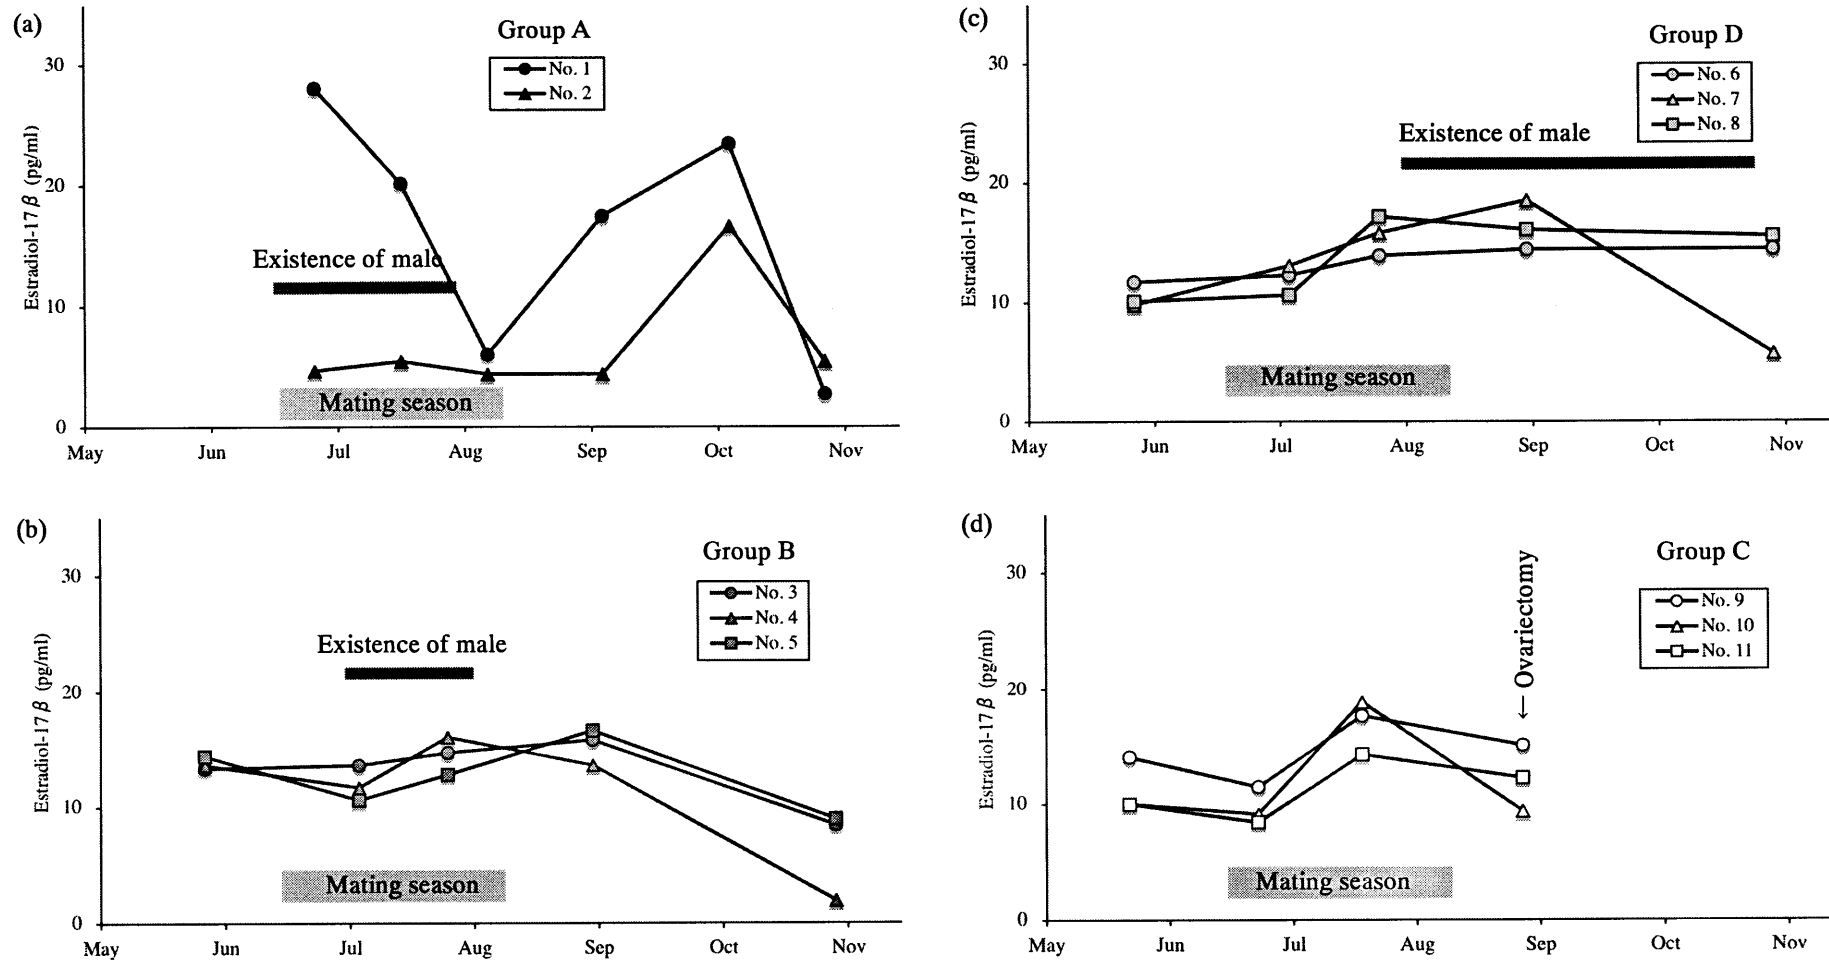 (a)
Group A
No. 1
No. 2
Estradiol-17β (pg/ml)
30
20
10
0
Existence of male
Mating season
May Jun Jul Aug Sep Oct Nov
(c)
Group D
No. 6
No. 7
No. 8
Estradiol-17β (pg/ml)
30
20
10
0
Existence of male
Mating season
May Jun Jul Aug Sep Oct Nov
(b)
Group B
No. 3
No. 4
No. 5
Estradiol-17β (pg/ml)
30
20
10
0
Existence of male
Mating season
May Jun Jul Aug Sep Oct Nov
(d)
Group C
No. 9
No. 10
No. 11
Estradiol-17β (pg/ml)
30
20
10
0
← Ovariectomy
Mating season
May Jun Jul Aug Sep Oct Nov